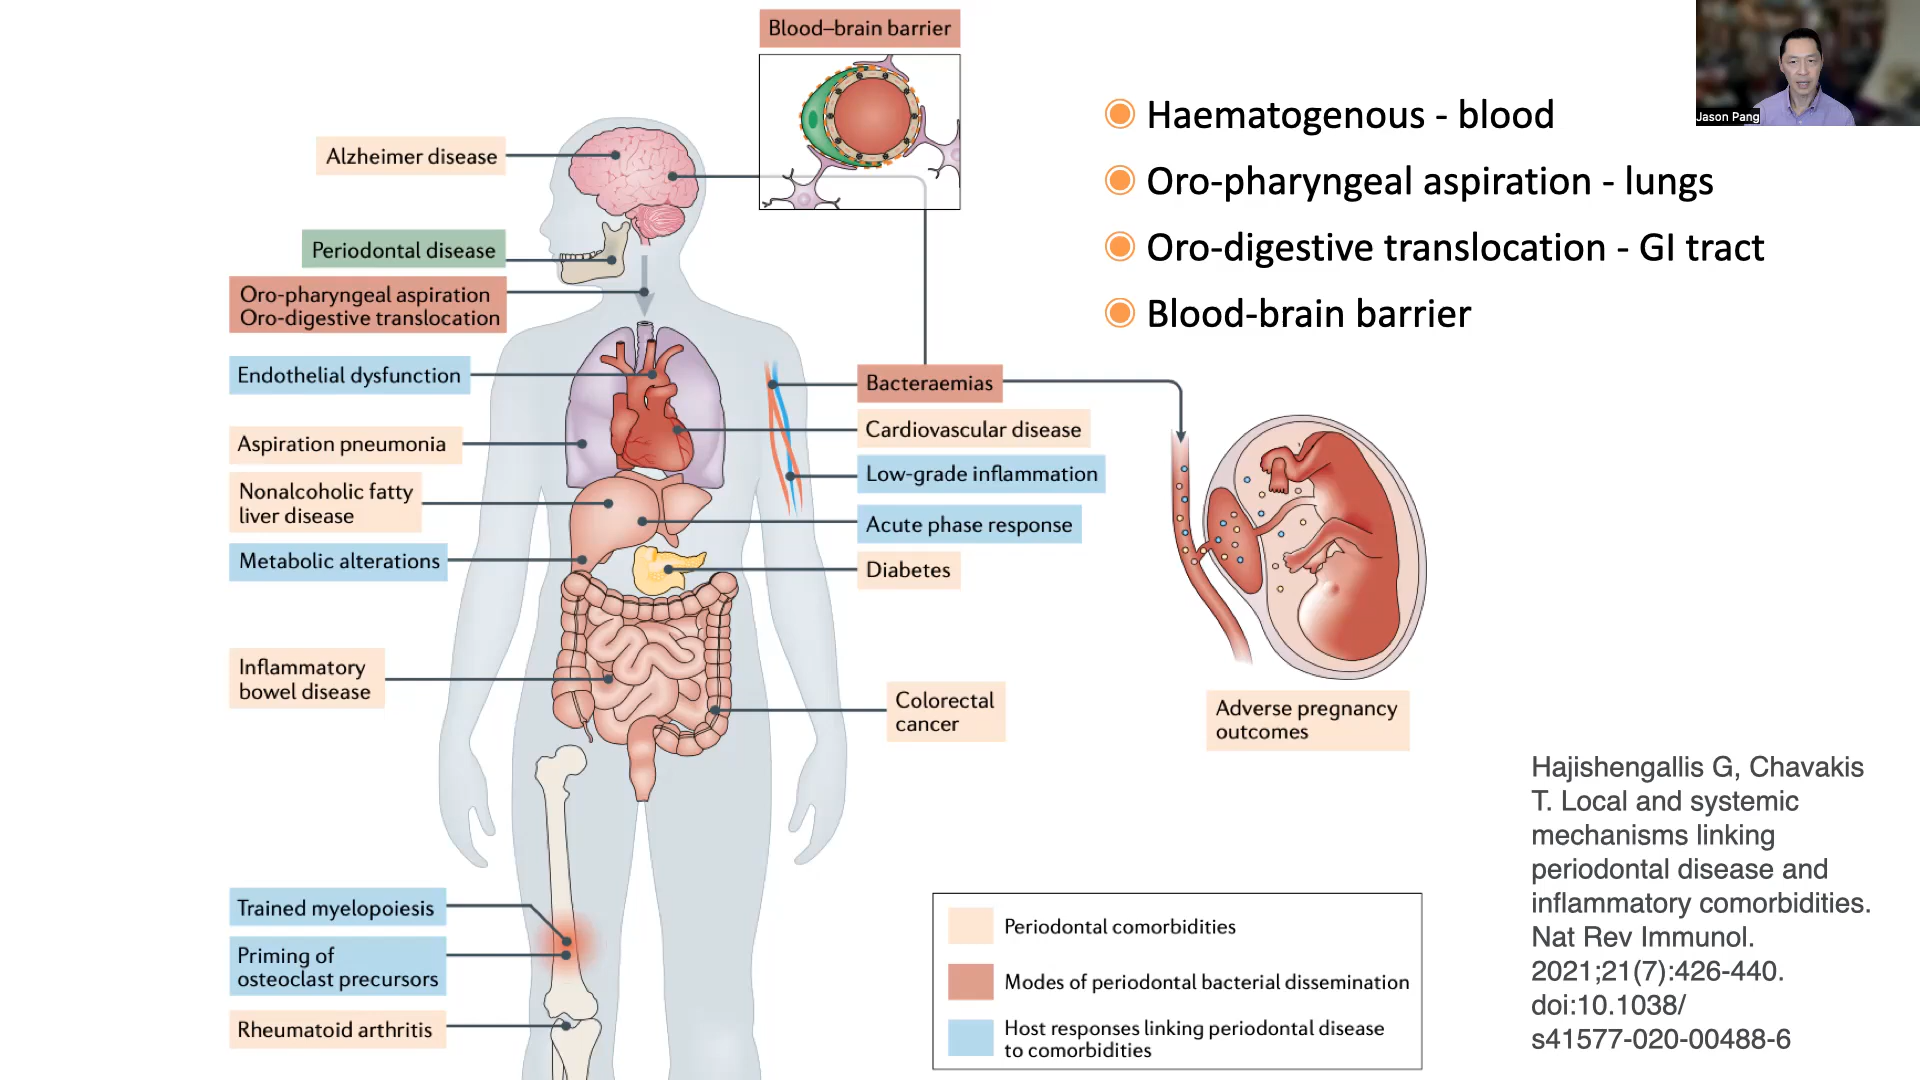 Blood–brain barrier
Alzheimer disease
Periodontal disease
Oro-pharyngeal aspiration
Oro-digestive translocation
Endothelial dysfunction
Aspiration pneumonia
Nonalcoholic fatty
liver disease
Metabolic alterations
Inflammatory
bowel disease
Trained myelopoiesis
Priming of
osteoclast precursors
Rheumatoid arthritis
Bacteraemias
Cardiovascular disease
Low-grade inflammation
Acute phase response
Diabetes
Colorectal
cancer
Adverse pregnancy
outcomes
Periodontal comorbidities
Modes of periodontal bacterial dissemination
Host responses linking periodontal disease
to comorbidities
Haematogenous - blood
Oro-pharyngeal aspiration - lungs
Oro-digestive translocation - GI tract
Blood-brain barrier
Jason Pang
Hajishengallis G, Chavakis
T. Local and systemic
mechanisms linking
periodontal disease and
inflammatory comorbidities.
Nat Rev Immunol.
2021;21(7):426-440.
doi:10.1038/
s41577-020-00488-6